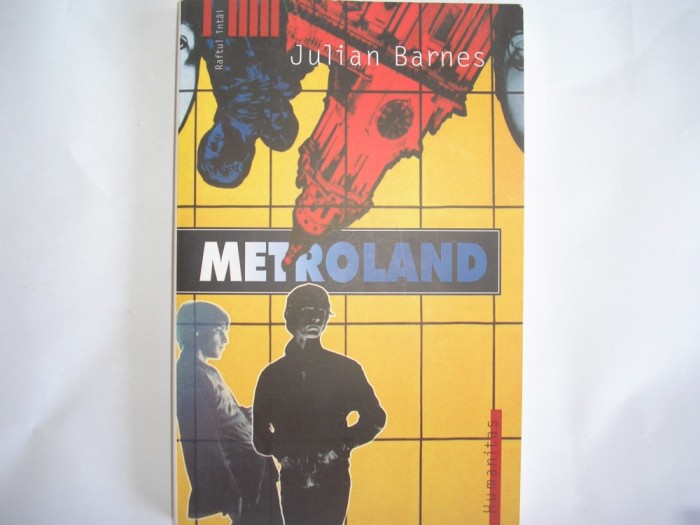 Raftul întâi
Julian Barnes
METROLAND
Humanitas